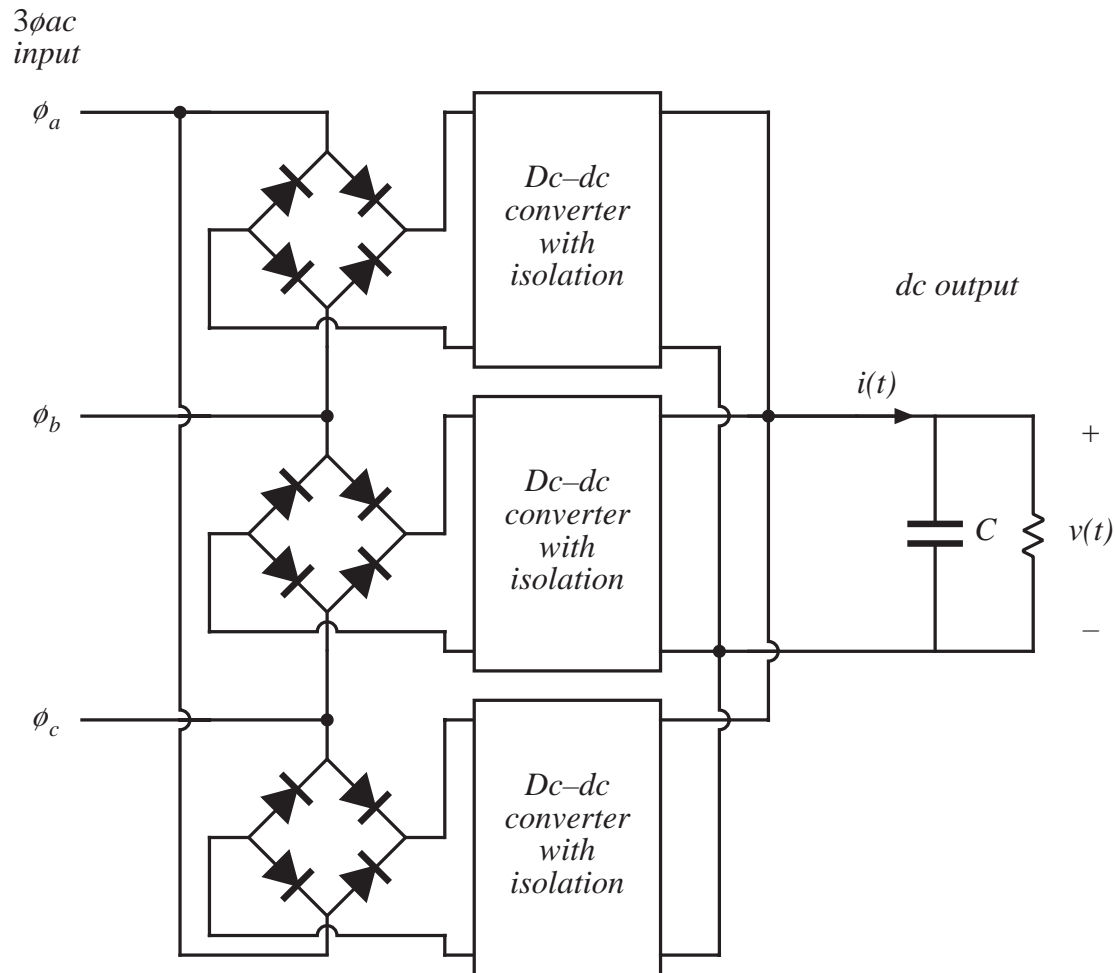 3ϕac
input
ϕa
Dc–dc
converter
with
isolation
dc output
i(t)
ϕb
+
Dc–dc
converter
with
isolation
C
v(t)
–
ϕc
Dc–dc
converter
with
isolation